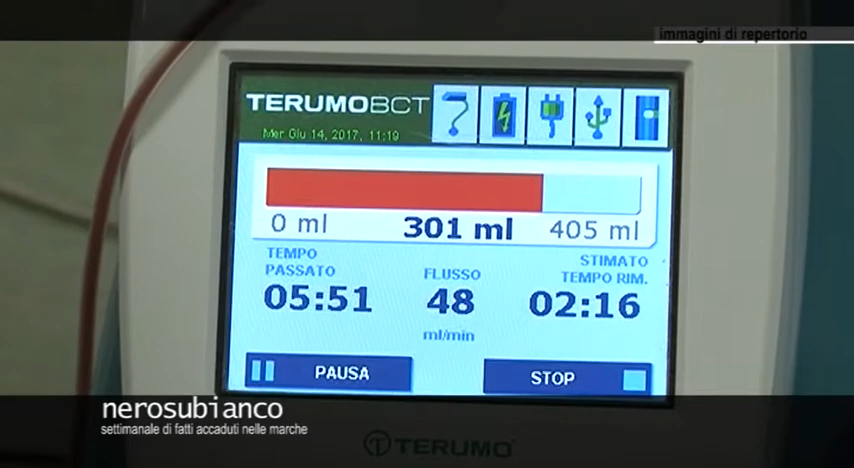 immagini di repertorio
TERUMOBCT
Mer Giu 14, 2017, 11:19
0 ml
301 ml
405 ml
TEMPO
PASSATO
05:51
FLUSSO
48
ml/min
STIMATO
TEMPO RIM.
02:16
PAUSA
STOP
nerosubianco
settimanale di fatti accaduti nelle marche
TERUMO